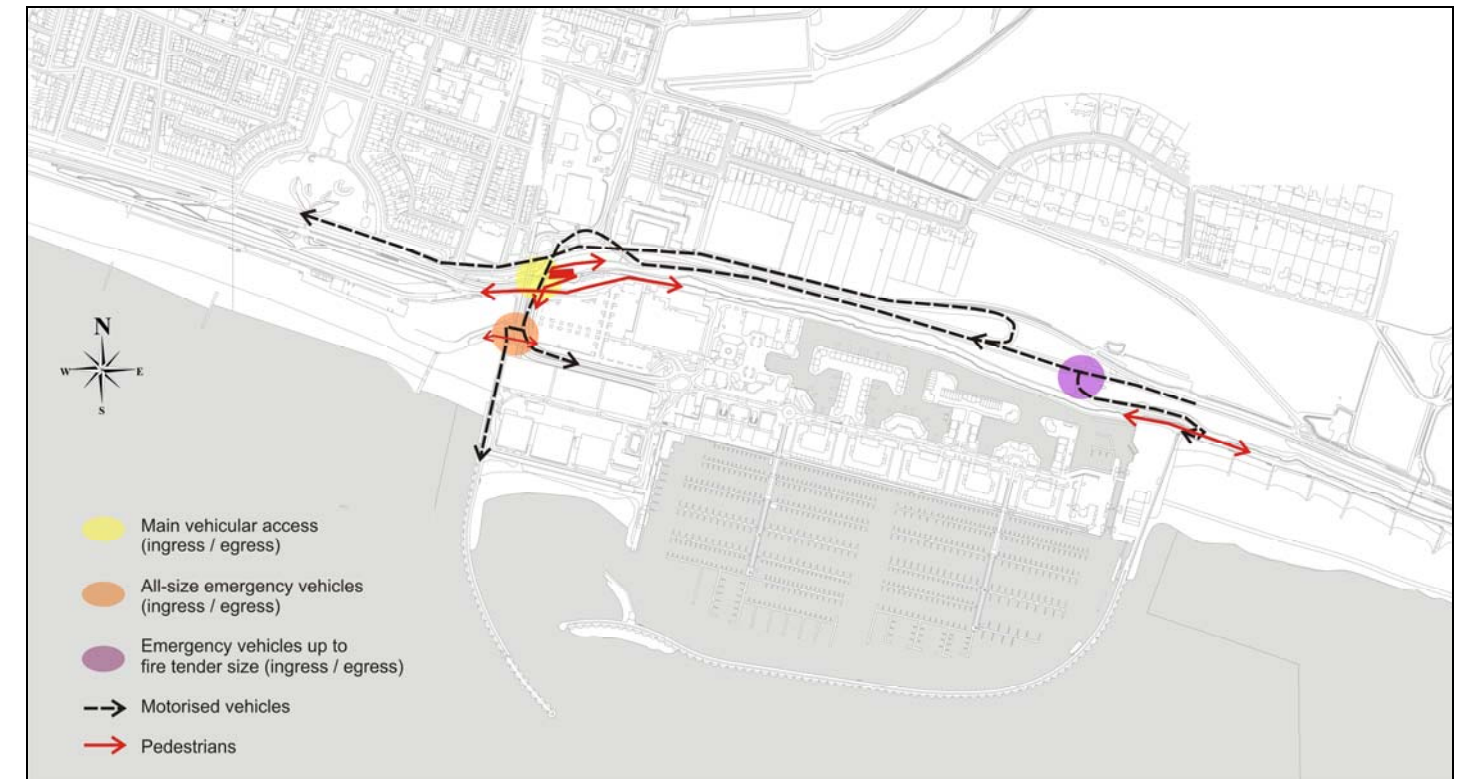 N
W E
S
Main vehicular access
(ingress / egress)
All-size emergency vehicles
(ingress / egress)
Emergency vehicles up to
fire tender size (ingress / egress)
Motorised vehicles
Pedestrians